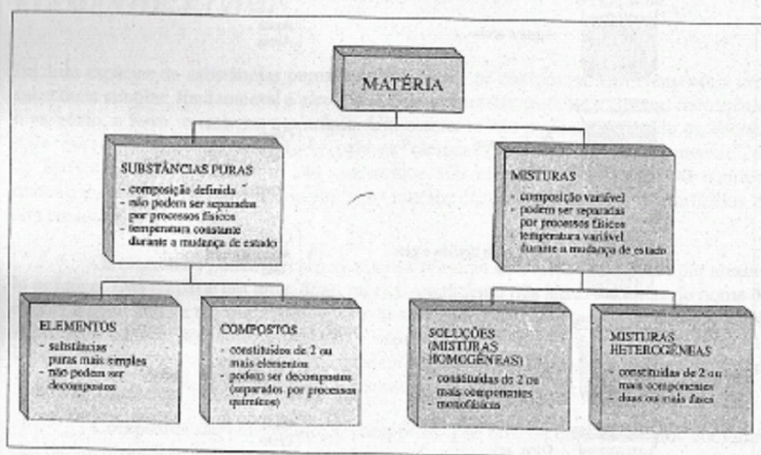 MATÉRIA
SUBSTÂNCIAS PURAS
- composição definida
- não podem ser separadas
por processos físicos
- temperatura constante
durante a mudança de estado
MISTURAS
- composição variável
- podem ser separadas
por processos físicos
- temperatura variável
durante a mudança de estado
ELEMENTOS
- substâncias
puras mais simples
- não podem ser
decompostos
COMPOSTOS
- constituídos de 2 ou
mais elementos
- podem ser decompostos
(separados por processos
químicos)
SOLUÇÕES
(MISTURAS
HOMOGÊNEAS)
- constituídas de 2 ou
mais componentes
- monofásicas
MISTURAS
HETEROGÊNEAS
- constituídas de 2 ou
mais componentes
- duas ou mais fases